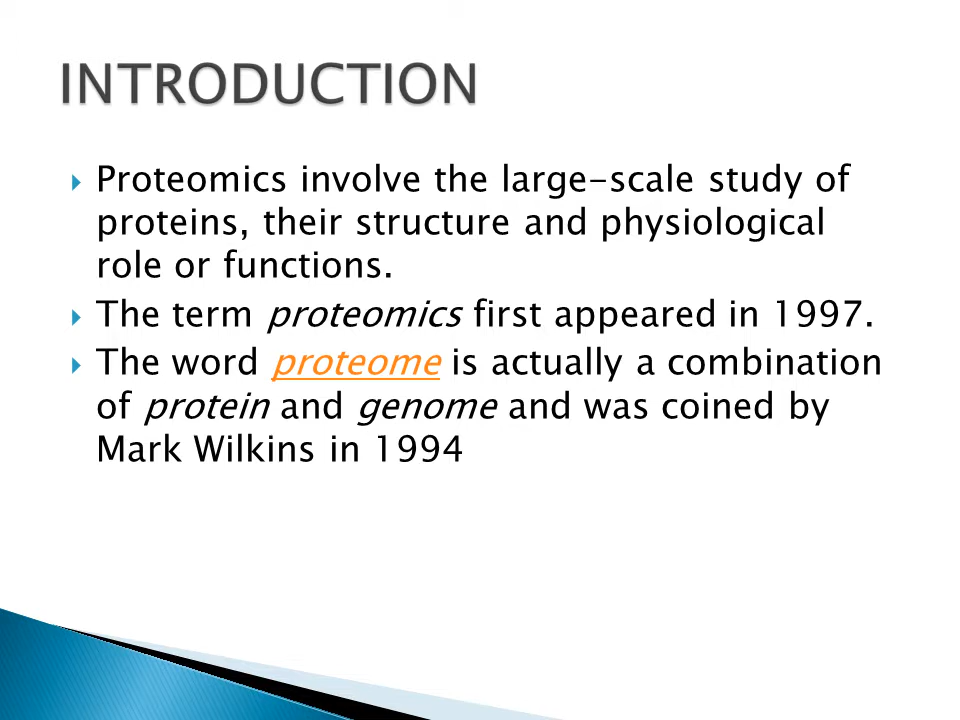 INTRODUCTION
Proteomics involve the large-scale study of
proteins, their structure and physiological
role or functions.
The term proteomics first appeared in 1997.
The word proteome is actually a combination
of protein and genome and was coined by
Mark Wilkins in 1994